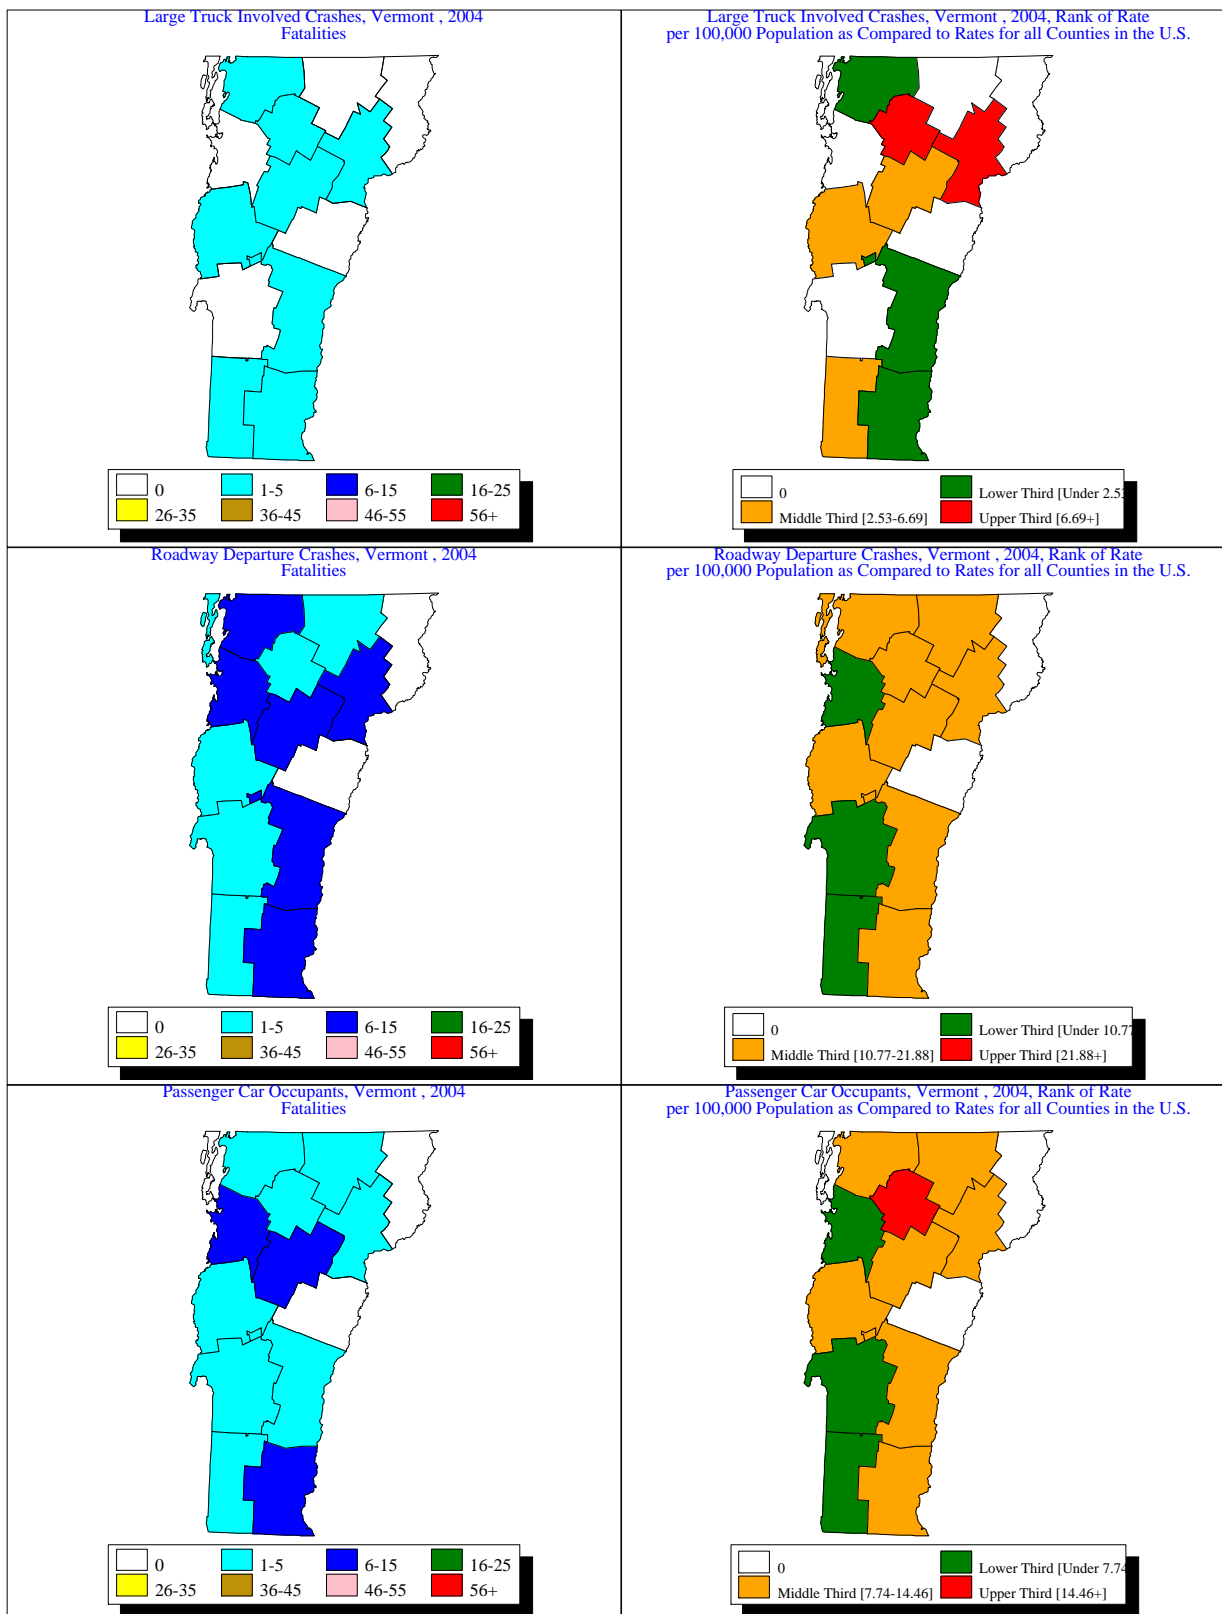 Large Truck Involved Crashes, Vermont , 2004
Fatalities
0
1-5
6-15
16-25
26-35
36-45
46-55
56+
Large Truck Involved Crashes, Vermont , 2004, Rank of Rate
per 100,000 Population as Compared to Rates for all Counties in the U.S.
0
Lower Third [Under 2.53
Middle Third [2.53-6.69]
Upper Third [6.69+]
Roadway Departure Crashes, Vermont , 2004
Fatalities
0
1-5
6-15
16-25
26-35
36-45
46-55
56+
Roadway Departure Crashes, Vermont , 2004, Rank of Rate
per 100,000 Population as Compared to Rates for all Counties in the U.S.
0
Lower Third [Under 10.77
Middle Third [10.77-21.88]
Upper Third [21.88+]
Passenger Car Occupants, Vermont , 2004
Fatalities
0
1-5
6-15
16-25
26-35
36-45
46-55
56+
Passenger Car Occupants, Vermont , 2004, Rank of Rate
per 100,000 Population as Compared to Rates for all Counties in the U.S.
0
Lower Third [Under 7.74
Middle Third [7.74-14.46]
Upper Third [14.46+]